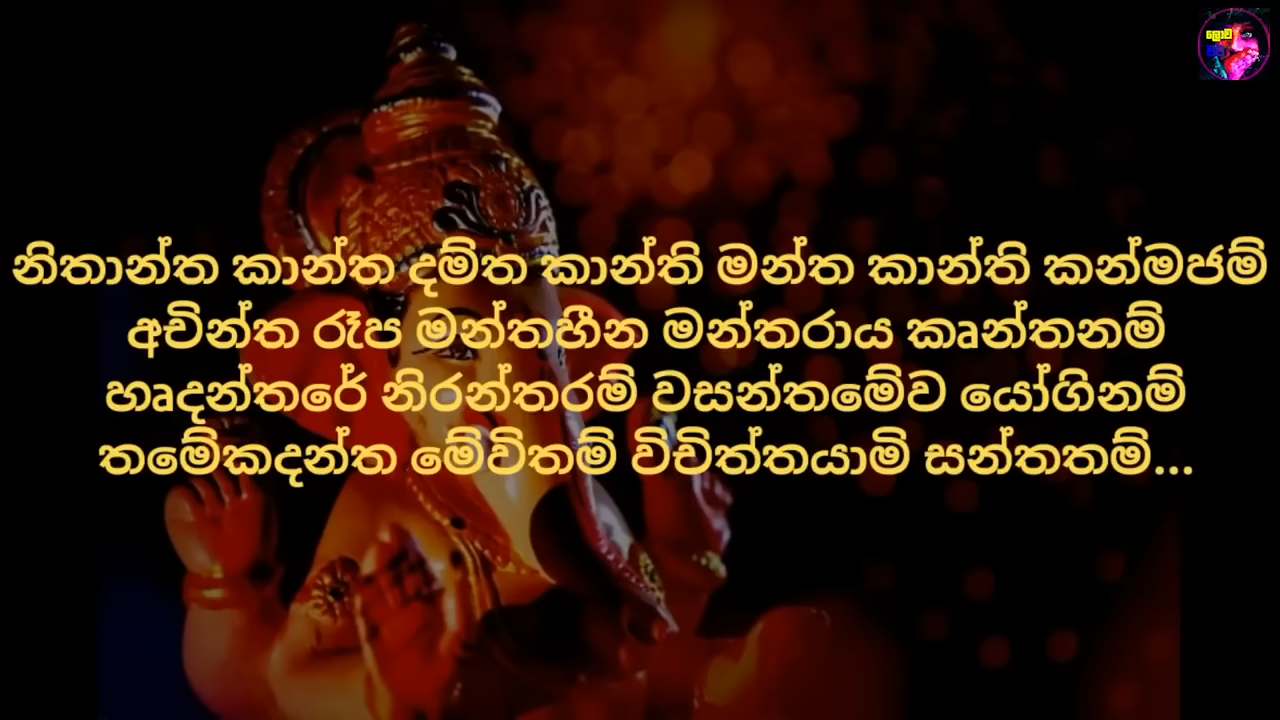 ලොව
නිතාන්ත කාන්ත දම්ත කාන්ති මන්ත කාන්ති කන්මජම්
අචින්ත රූප මන්තහීන මන්තරාය කෘන්තනම්
හෘදන්තරේ නිරන්තරම් වසන්තමේව යෝගිනම්
තමේකදන්ත මේවිතම් විචිත්තයාමි සන්තතම්...